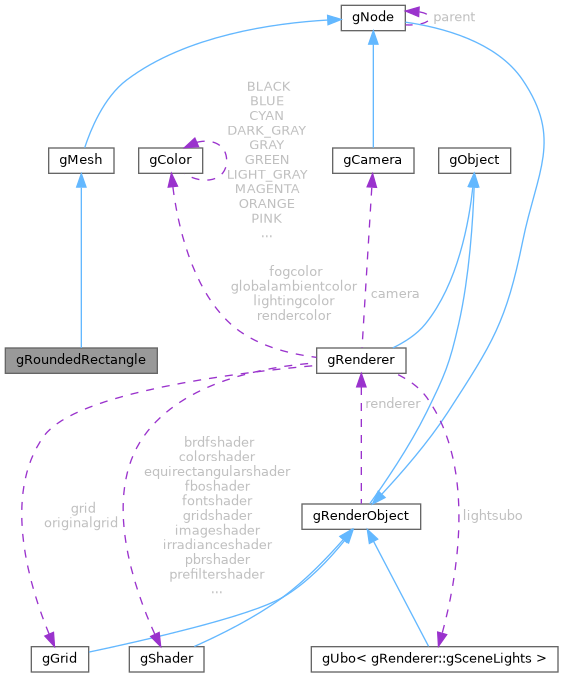 gNode
parent
BLACK
BLUE
CYAN
DARK_GRAY
GRAY
GREEN
LIGHT_GRAY
MAGENTA
ORANGE
PINK
...
gMesh
gColor
gCamera
gObject
fogcolor
globalambientcolor
lightingcolor
rendercolor
camera
gRoundedRectangle
gRenderer
renderer
brdfshader
colorshader
equirectangularshader
fboshader
fontshader
gridshader
imageshader
irradianceshader
pbrshader
prefiltershader
...
grid
originalgrid
gRenderObject
lightsubo
gGrid
gShader
gUbo< gRenderer::gSceneLights >